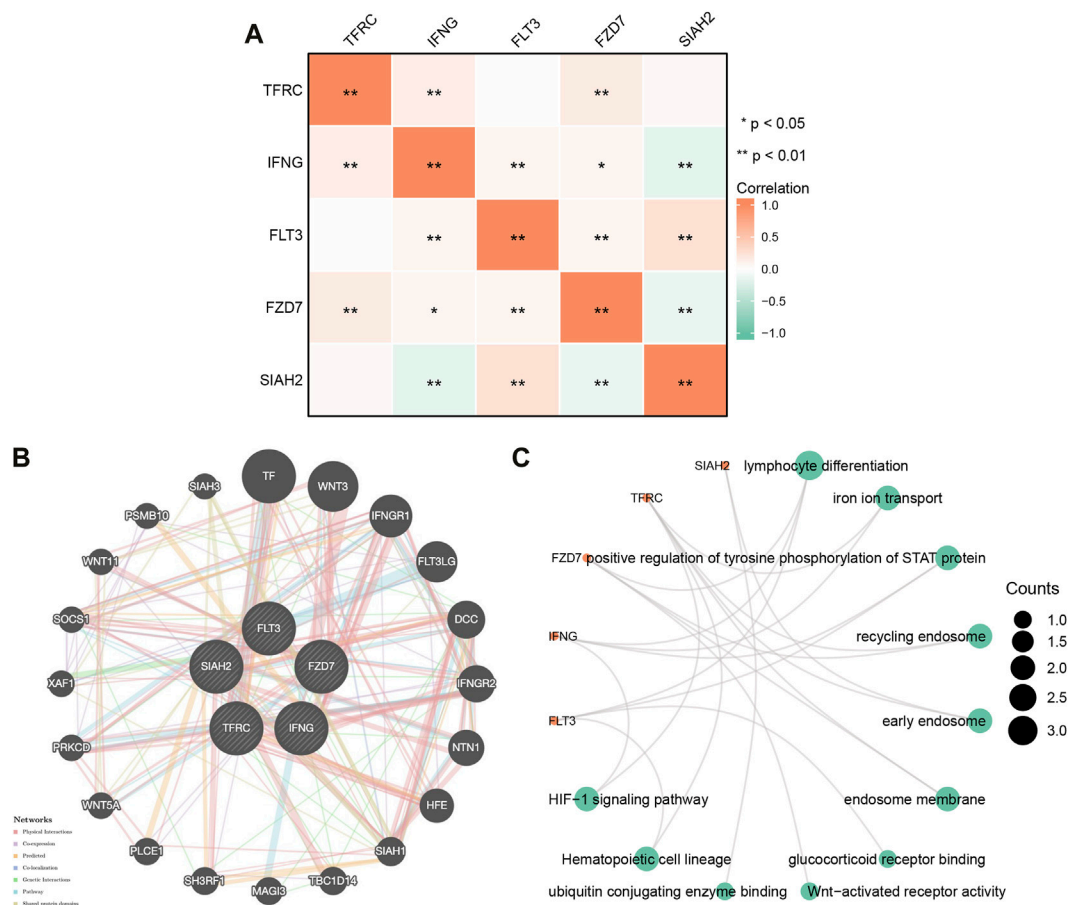 A
TFRC IFNG FLT3 FZD7 SIAH2
TFRC ** ** **
IFNG ** ** ** * **
FLT3 ** ** ** **
FZD7 ** * ** ** **
SIAH2 ** ** ** **
* p < 0.05
** p < 0.01
Correlation
1.0
0.5
0.0
−0.5
−1.0
B
TF
WNT3
IFNGR1
FLT3LG
DCC
IFNGR2
NTN1
HFE
SIAH1
TBC1D14
MAGI3
SH3RF1
PLCE1
WNT5A
PRKCD
XAF1
SOCS1
WNT11
PSMB10
SIAH3
FLT3
SIAH2
FZD7
TFRC
IFNG
Networks
Physical Interactions
Co-expression
Predicted
Co-localization
Genetic Interactions
Pathway
Shared protein domains
C
SIAH2 lymphocyte differentiation
TFRC iron ion transport
FZD7 positive regulation of tyrosine phosphorylation of STAT protein
IFNG recycling endosome
FLT3 early endosome
HIF−1 signaling pathway endosome membrane
Hematopoietic cell lineage glucocorticoid receptor binding
ubiquitin conjugating enzyme binding Wnt−activated receptor activity
Counts
1.0
1.5
2.0
2.5
3.0